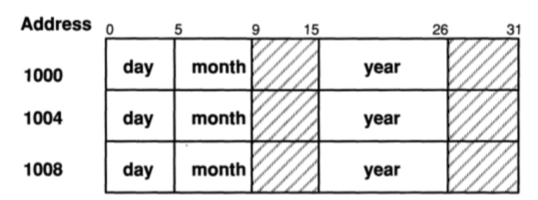 Address 0 5 9 15 26 31
1000 day month year
1004 day month year
1008 day month year